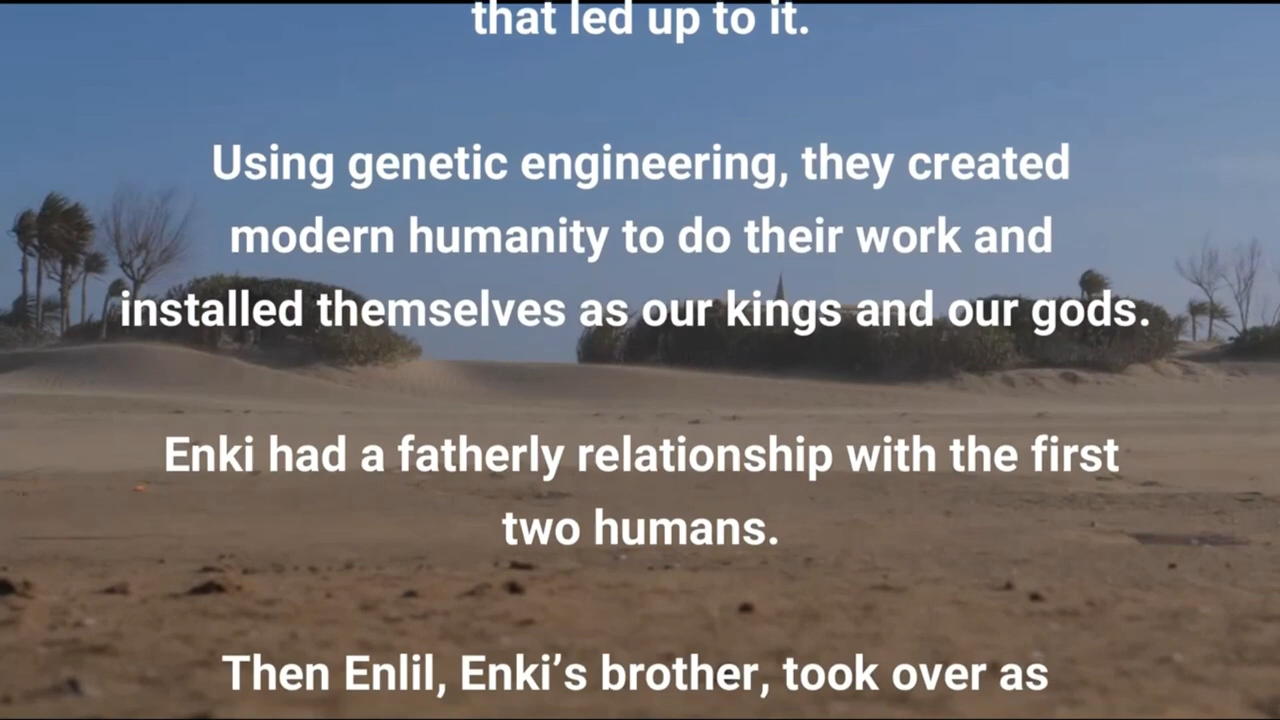 that led up to it.
Using genetic engineering, they created
modern humanity to do their work and
installed themselves as our kings and our gods.
Enki had a fatherly relationship with the first
two humans.
Then Enlil, Enki’s brother, took over as